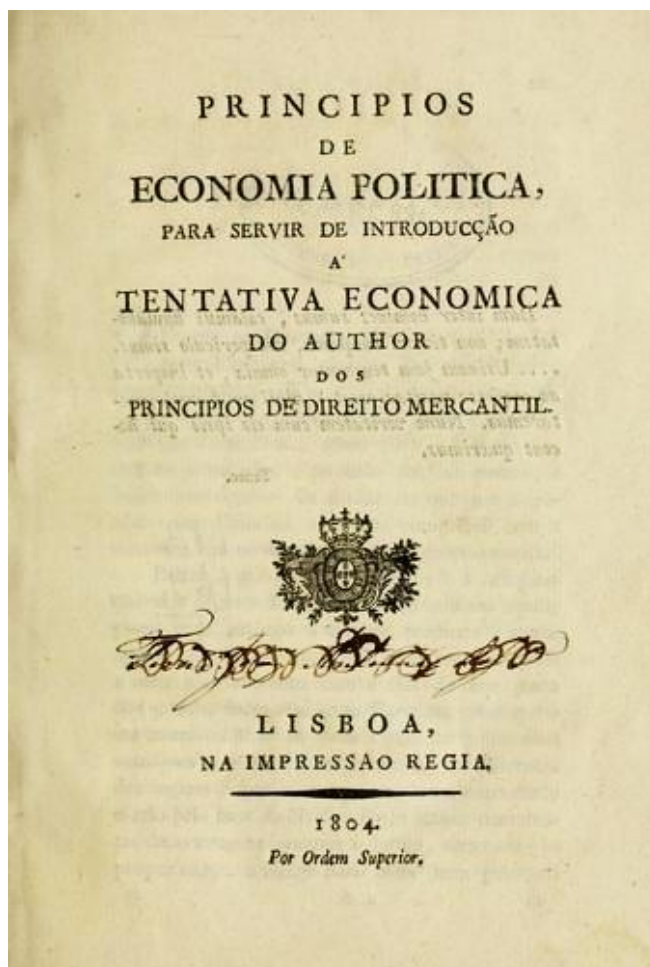 PRINCIPIOS
DE
ECONOMIA POLITICA,
PARA SERVIR DE INTRODUCÇÃO
A'
TENTATIVA ECONOMICA
DO AUTHOR
DOS
PRINCIPIOS DE DIREITO MERCANTIL.
LISBOA,
NA IMPRESSAO REGIA.
1804.
Por Ordem Superior.